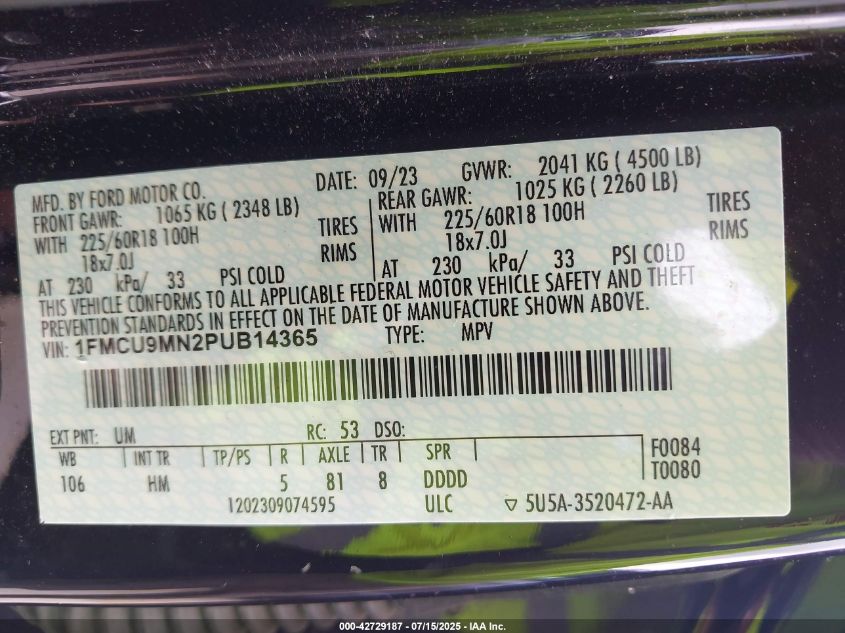 MFD. BY FORD MOTOR CO. DATE: 09/23 GVWR: 2041 KG ( 4500 LB)
FRONT GAWR: 1065 KG ( 2348 LB) REAR GAWR: 1025 KG ( 2260 LB)
WITH 225/60R18 100H TIRES WITH 225/60R18 100H TIRES
18x7.0J RIMS 18x7.0J RIMS
AT 230 kPa/ 33 PSI COLD AT 230 kPa/ 33 PSI COLD
THIS VEHICLE CONFORMS TO ALL APPLICABLE FEDERAL MOTOR VEHICLE SAFETY AND THEFT
PREVENTION STANDARDS IN EFFECT ON THE DATE OF MANUFACTURE SHOWN ABOVE.
VIN: 1FMCU9MN2PUB14365 TYPE: MPV
EXT PNT: UM RC: 53 DSO:
WB INT TR TP/PS R AXLE TR SPR F0084
106 HM 5 81 8 DDDD T0080
1202309074595 ULC ▽ 5U5A-3520472-AA
000-42729187 - 07/15/2025 - IAA Inc.